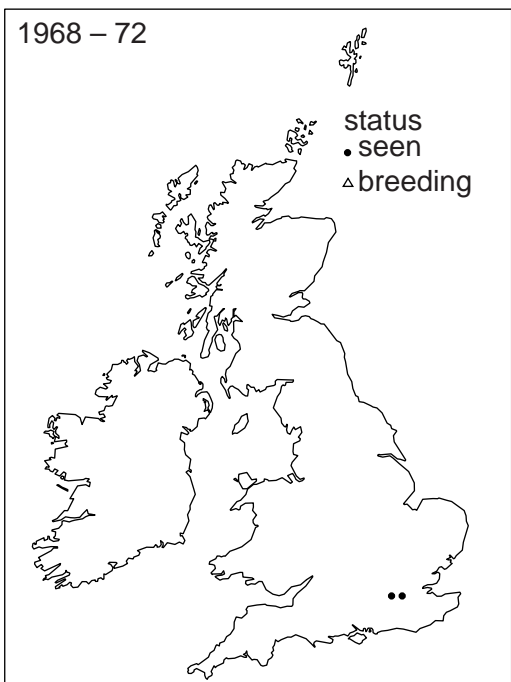 1968 – 72
status
seen
breeding